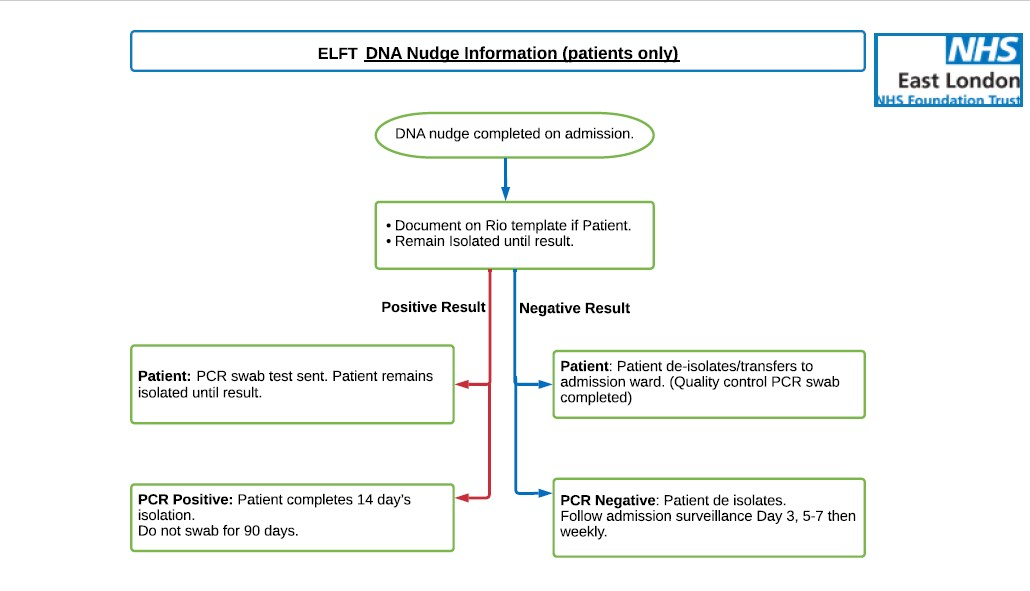 ELFT DNA Nudge Information (patients only)
NHS
East London
NHS Foundation Trust
DNA nudge completed on admission.
• Document on Rio template if Patient.
• Remain Isolated until result.
Positive Result
Negative Result
Patient: PCR swab test sent. Patient remains
isolated until result.
Patient: Patient de-isolates/transfers to
admission ward. (Quality control PCR swab
completed)
PCR Positive: Patient completes 14 day's
isolation.
Do not swab for 90 days.
PCR Negative: Patient de isolates.
Follow admission surveillance Day 3, 5-7 then
weekly.